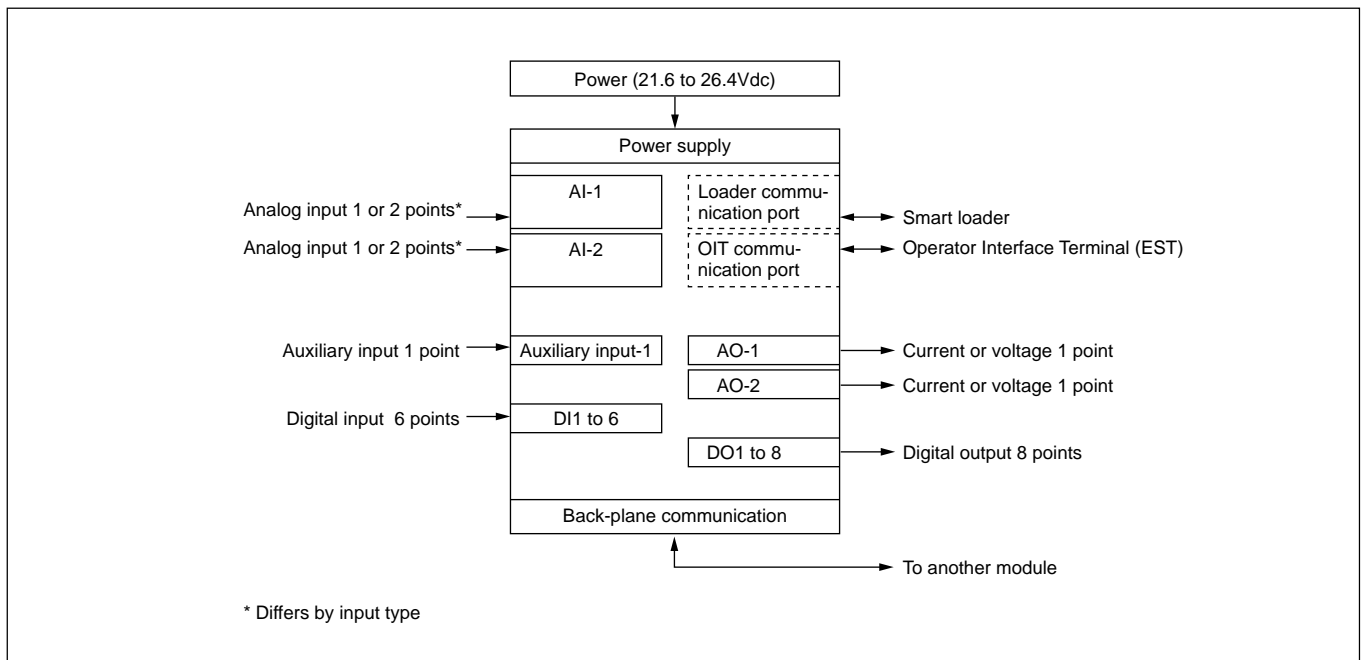 Power (21.6 to 26.4Vdc)
Power supply
AI-1
Loader commu-
nication port
Analog input 1 or 2 points*
Smart loader
Analog input 1 or 2 points*
AI-2
OIT commu-
nication port
Operator Interface Terminal (EST)
Auxiliary input 1 point
Auxiliary input-1
AO-1
Current or voltage 1 point
AO-2
Current or voltage 1 point
Digital input  6 points
DI1 to 6
DO1 to 8
Digital output 8 points
Back-plane communication
To another module
* Differs by input type